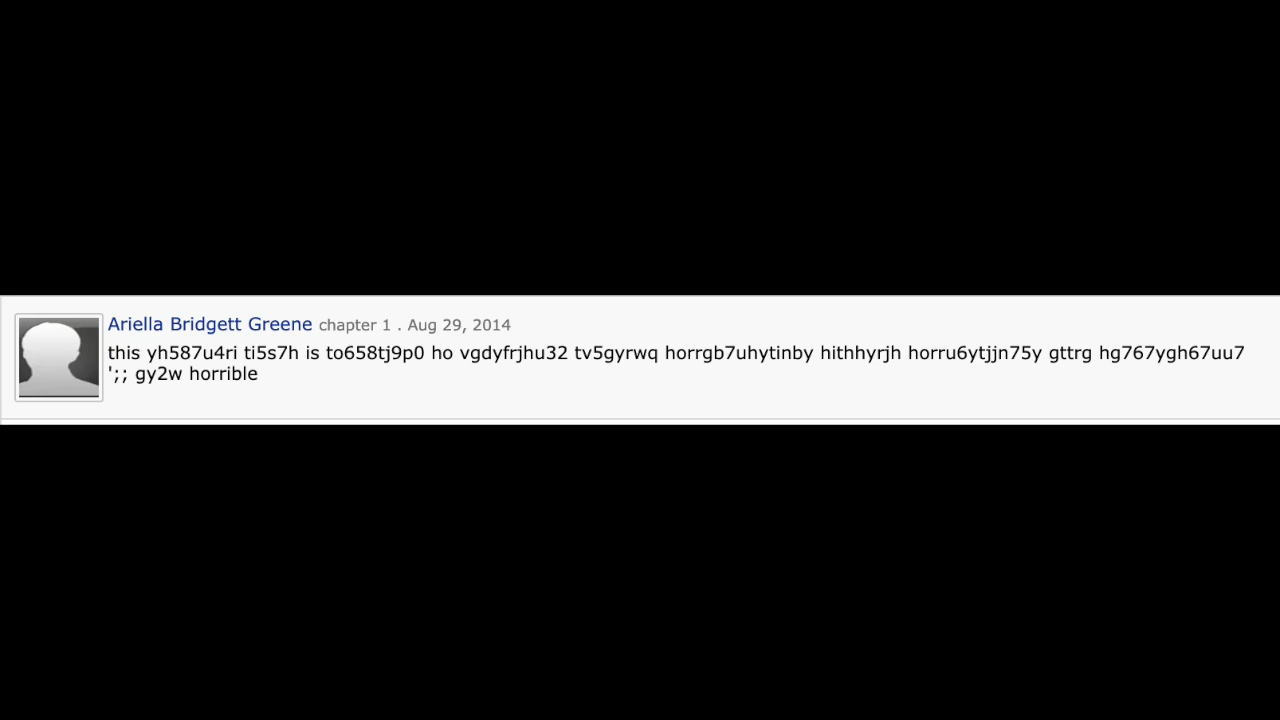 Ariella Bridgett Greene chapter 1 . Aug 29, 2014
this yh587u4ri ti5s7h is to658tj9p0 ho vgdyfrjhu32 tv5gyrwq horrgb7uhytinby hithhyrjh horru6ytjjn75y gttrg hg767ygh67uu7
';; gy2w horrible